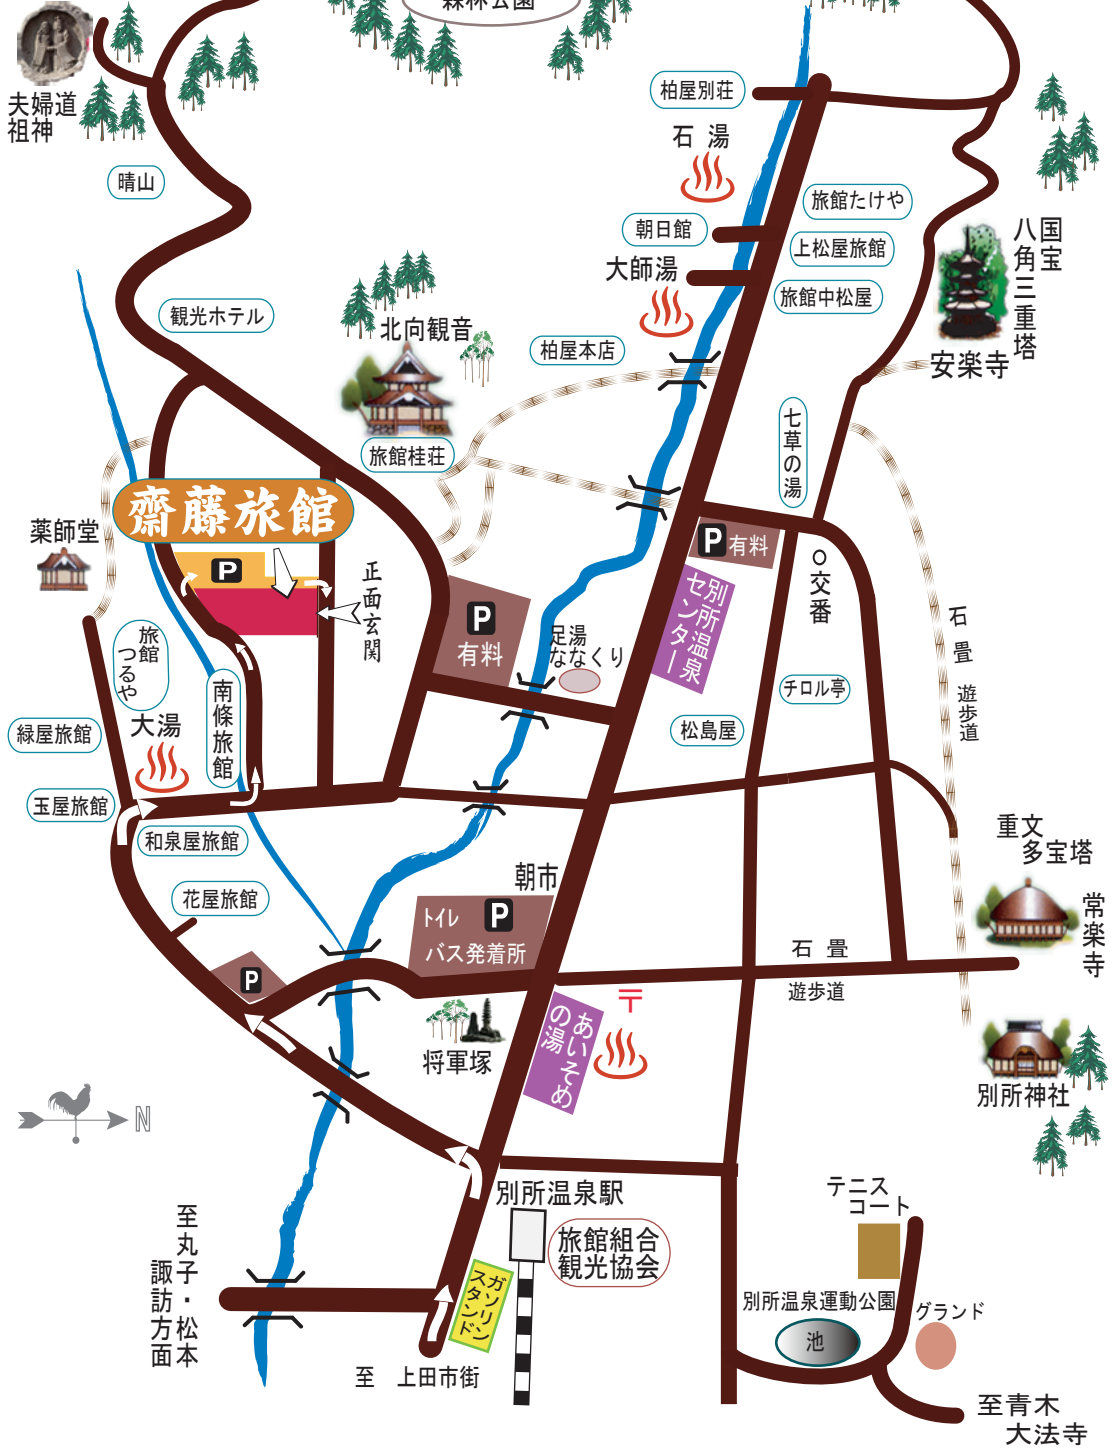 森林公園
夫婦道
祖神
晴山
観光ホテル
柏屋別荘
石 湯
朝日館
大師湯
旅館たけや
上松屋旅館
旅館中松屋
国宝
八角三重塔
安楽寺
北向観音
柏屋本店
旅館桂荘
七草の湯
齋藤旅館
P
薬師堂
正面玄関
P
有料
P
有料
交番
別所温泉
センター
足湯
ななくり
石畳
遊歩道
旅館
つるや
大湯
南條旅館
緑屋旅館
玉屋旅館
和泉屋旅館
花屋旅館
チロル亭
松島屋
重文
多宝塔
常楽寺
朝市
トイレ
P
バス発着所
P
石 畳
遊歩道
〒
あいそめ
の湯
将軍塚
別所神社
N
別所温泉駅
旅館組合
観光協会
テニス
コート
至丸子・松本
諏訪方面
ガソリン
スタンド
別所温泉運動公園
池
グランド
至 上田市街
至青木
大法寺